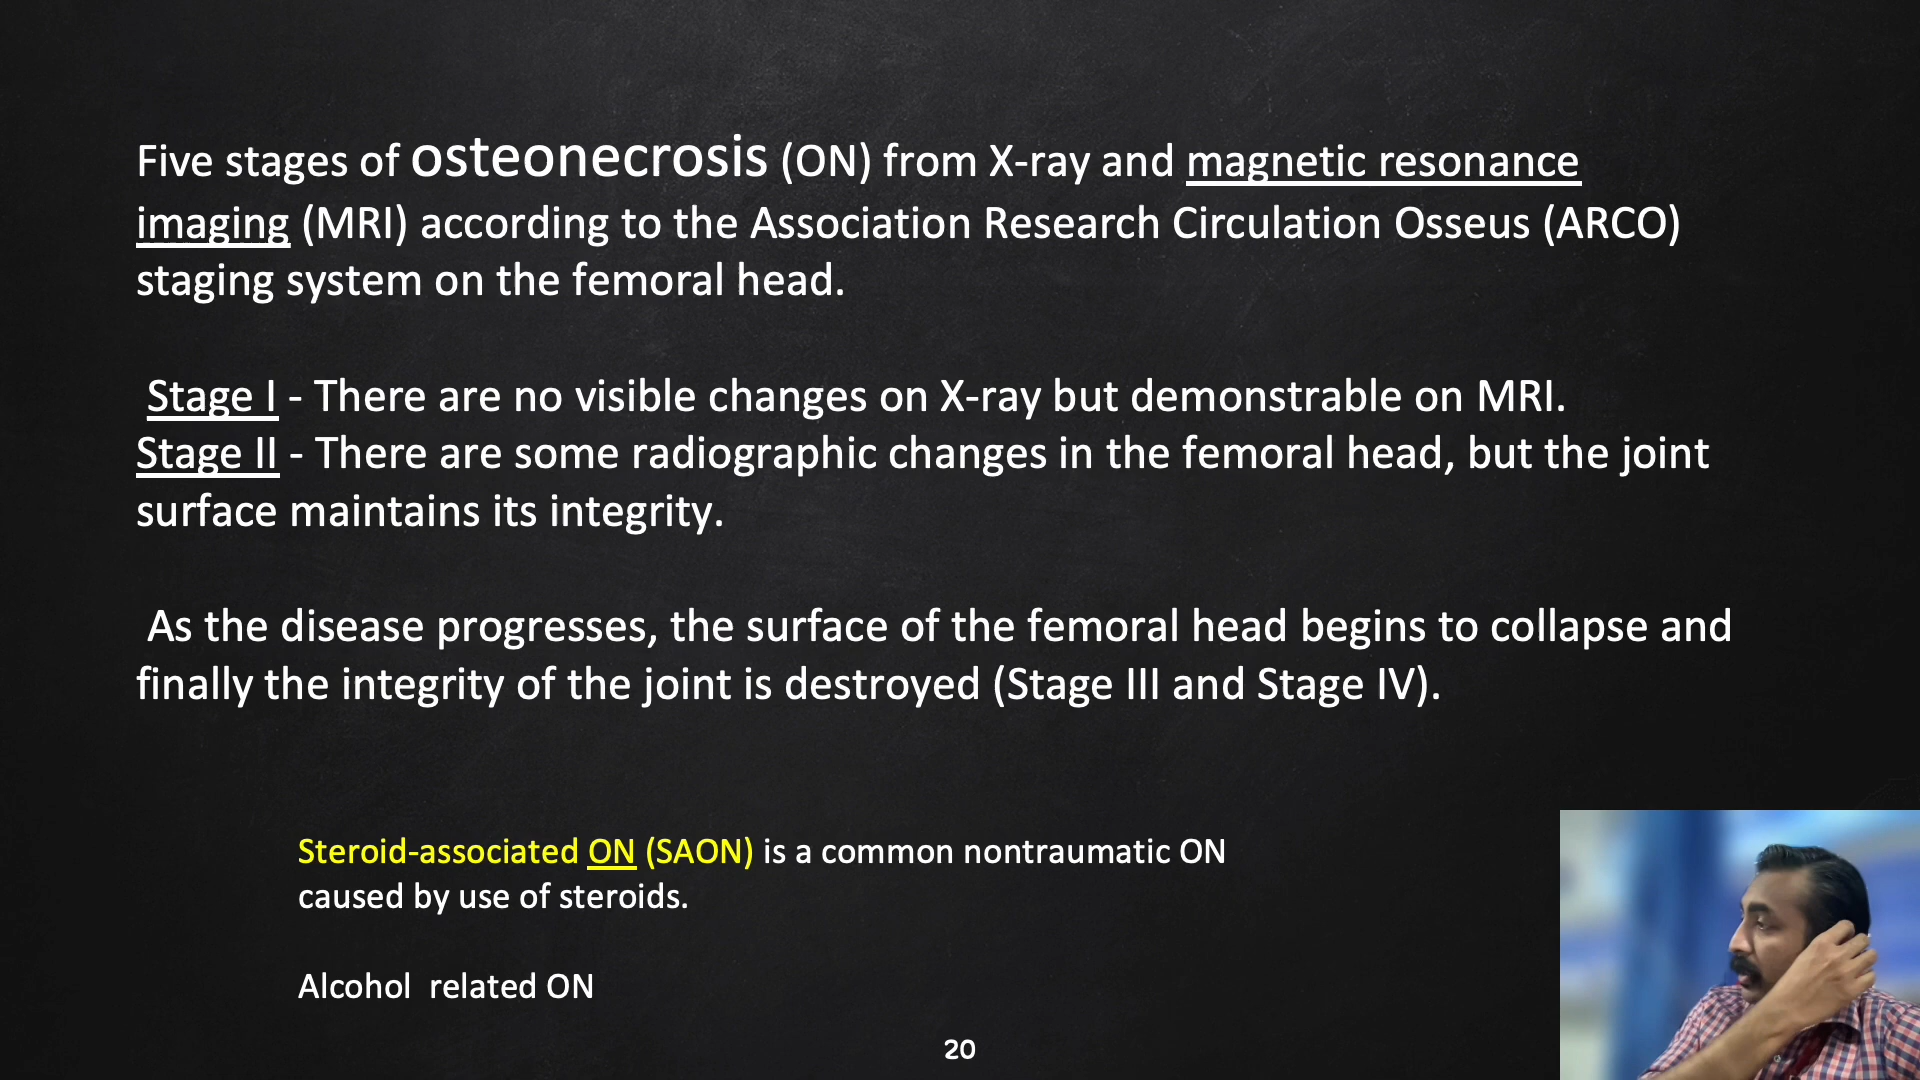 Five stages of osteonecrosis (ON) from X-ray and magnetic resonance
imaging (MRI) according to the Association Research Circulation Osseus (ARCO)
staging system on the femoral head.
Stage I - There are no visible changes on X-ray but demonstrable on MRI.
Stage II - There are some radiographic changes in the femoral head, but the joint
surface maintains its integrity.
As the disease progresses, the surface of the femoral head begins to collapse and
finally the integrity of the joint is destroyed (Stage III and Stage IV).
Steroid-associated ON (SAON) is a common nontraumatic ON
caused by use of steroids.
Alcohol related ON
20